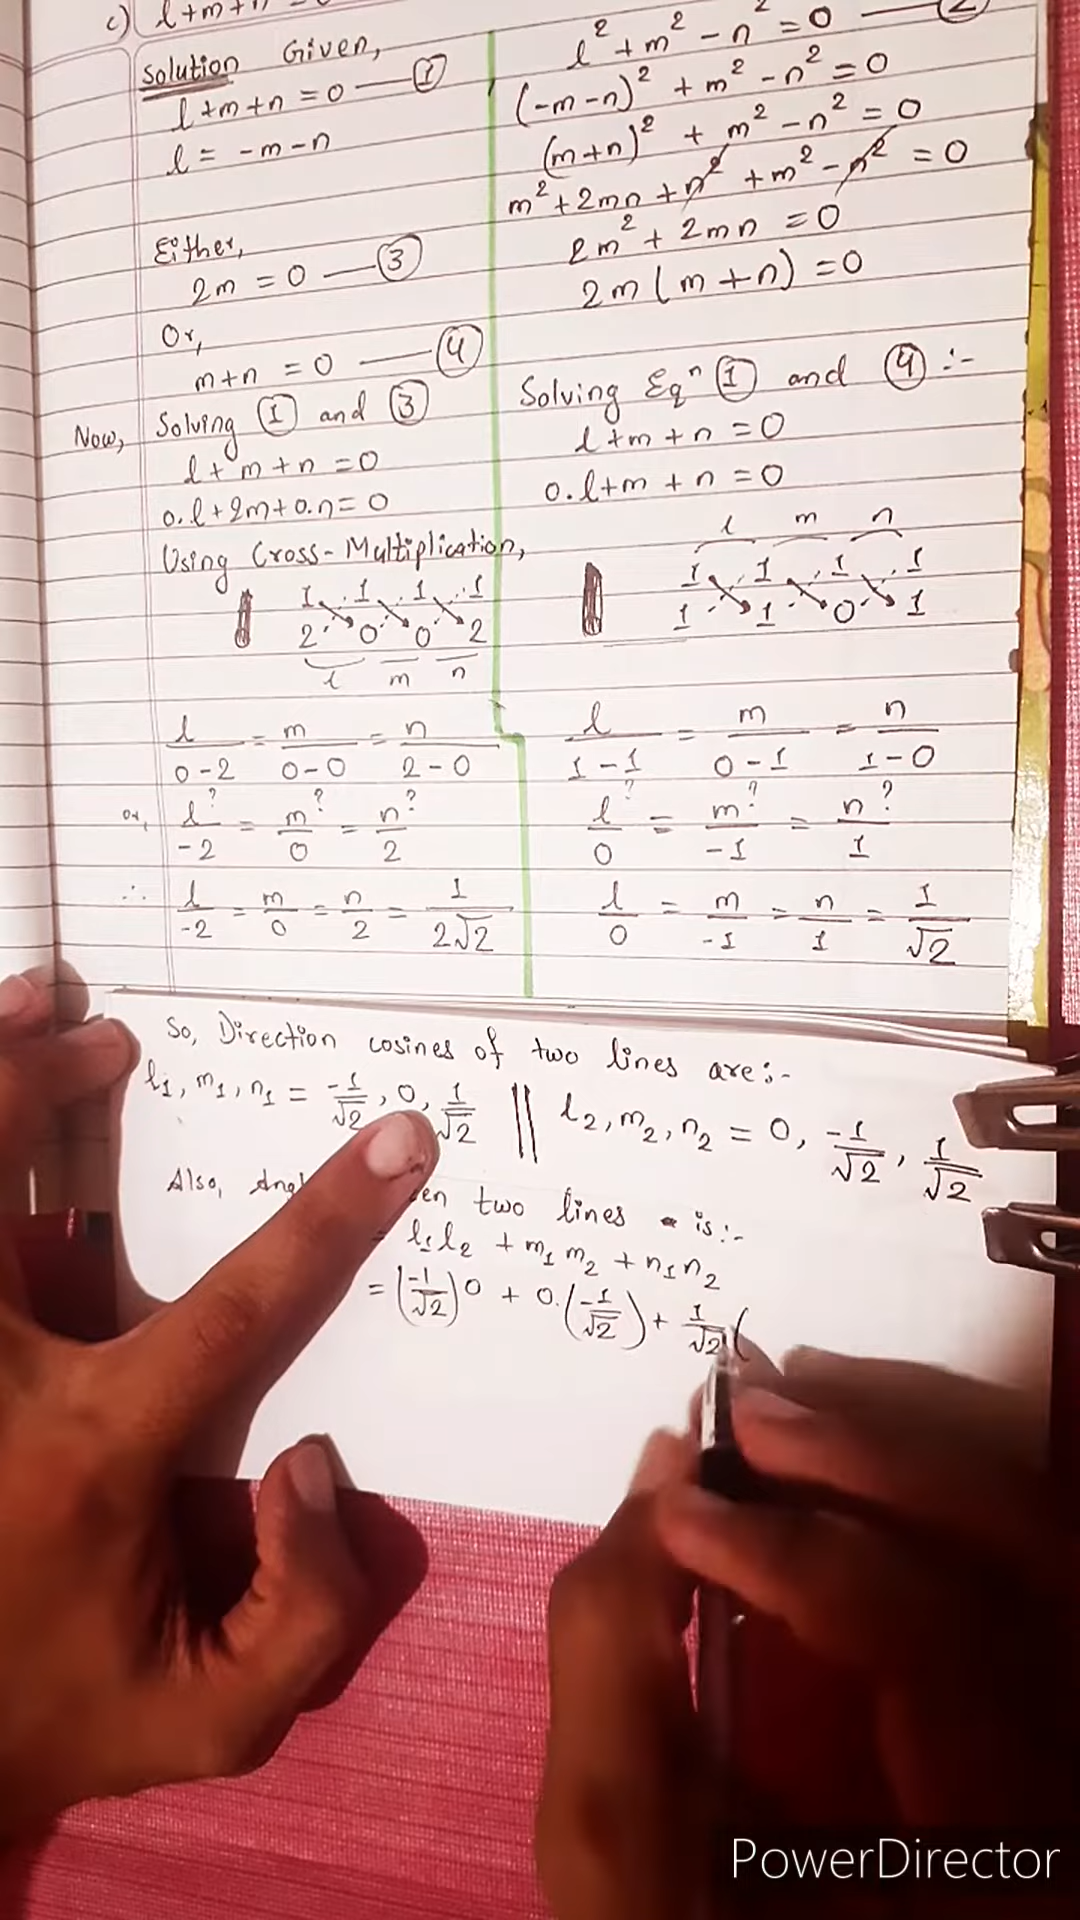 c) l+m+n
Solution Given,
l+m+n = 0 — ①
l = -m-n
Either,
2m = 0 — ③
Or,
m+n = 0 — ④
Now, Solving ① and ③
l+m+n = 0
0.l+2m+0.n = 0
Using Cross-Multiplication,
1 1 1 1
2 0 0 2
l m n
l/(0-2) = m/(0-0) = n/(2-0)
or, l?/-2 = m?/0 = n?/2
∴ l/-2 = m/0 = n/2 = 1/2√2
l²+m²-n² = 0 — ②
(-m-n)² + m²-n² = 0
(m+n)² + m²-n² = 0
m²+2mn+n²+m²-n² = 0
2m²+2mn = 0
2m(m+n) = 0
Solving Eqⁿ ① and ④ :-
l+m+n = 0
0.l+m+n = 0
l m n
1 1 1 1
1 1 0 1
l/(1-1) = m/(0-1) = n/(1-0)
l?/0 = m?/-1 = n?/1
l/0 = m/-1 = n/1 = 1/√2
So, Direction cosines of two lines are:-
l₁, m₁, n₁ = -1/√2, 0, 1/√2 || l₂, m₂, n₂ = 0, -1/√2, 1/√2
Also, two lines is:-
= l₁l₂ + m₁m₂ + n₁n₂
= (-1/√2)0 + 0.(-1/√2) + 1/√2(
PowerDirector